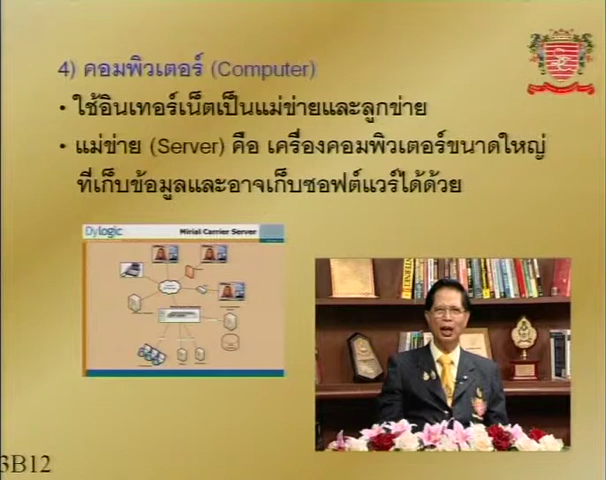 4) คอมพิวเตอร์ (Computer)
• ใช้อินเทอร์เน็ตเป็นแม่ข่ายและลูกข่าย
• แม่ข่าย (Server) คือ เครื่องคอมพิวเตอร์ขนาดใหญ่
ที่เก็บข้อมูลและอาจเก็บซอฟต์แวร์ได้ด้วย
Dylogic Mirial Carrier Server
INTERNET
3B12